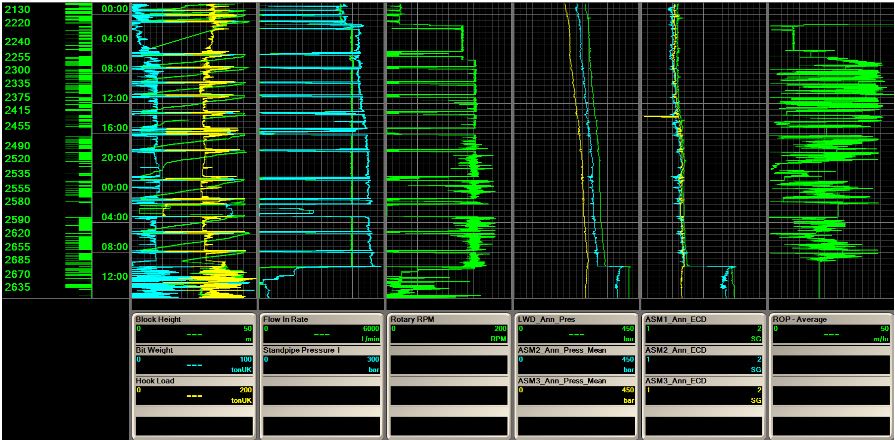 2130
2220
2240
2255
2300
2335
2375
2415
2455
2490
2520
2535
2555
2580
2590
2620
2655
2685
2670
2635
00:00
04:00
08:00
12:00
16:00
20:00
00:00
04:00
08:00
12:00
Block Height
0 --- 50
m
Bit Weight
0 --- 100
tonUK
Hook Load
0 --- 200
tonUK
Flow In Rate
0 --- 6000
l/min
Standpipe Pressure 1
0 300
bar
Rotary RPM
0 200
RPM
LWD_Ann_Pres
0 --- 450
bar
ASM2_Ann_Press_Mean
0 450
bar
ASM3_Ann_Press_Mean
0 450
bar
ASM1_Ann_ECD
1 2
SG
ASM2_Ann_ECD
1 2
SG
ASM3_Ann_ECD
1 2
SG
ROP - Average
0 --- 50
m/hr